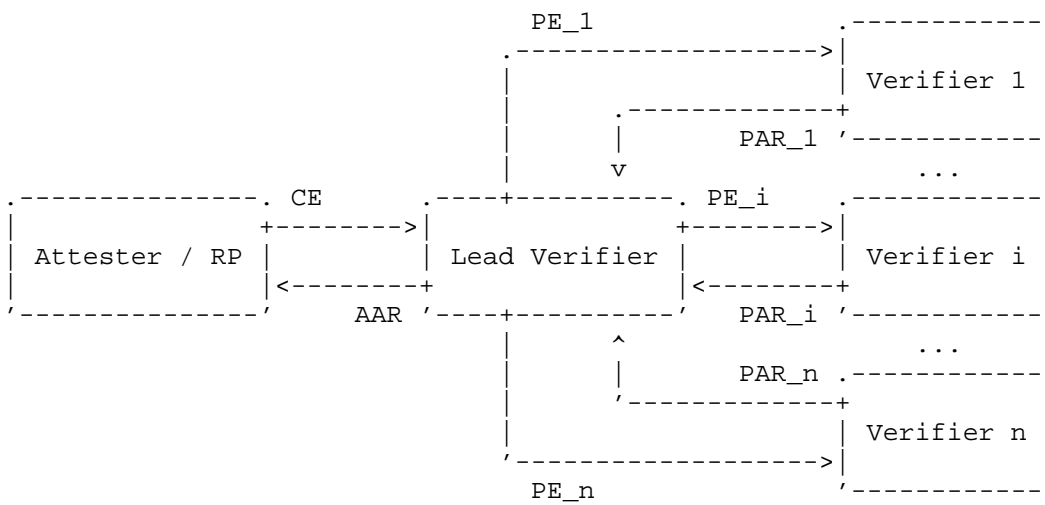 PE_1
Verifier 1
PAR_1
...
CE
PE_i
Attester / RP
Lead Verifier
Verifier i
AAR
PAR_i
...
PAR_n
Verifier n
PE_n